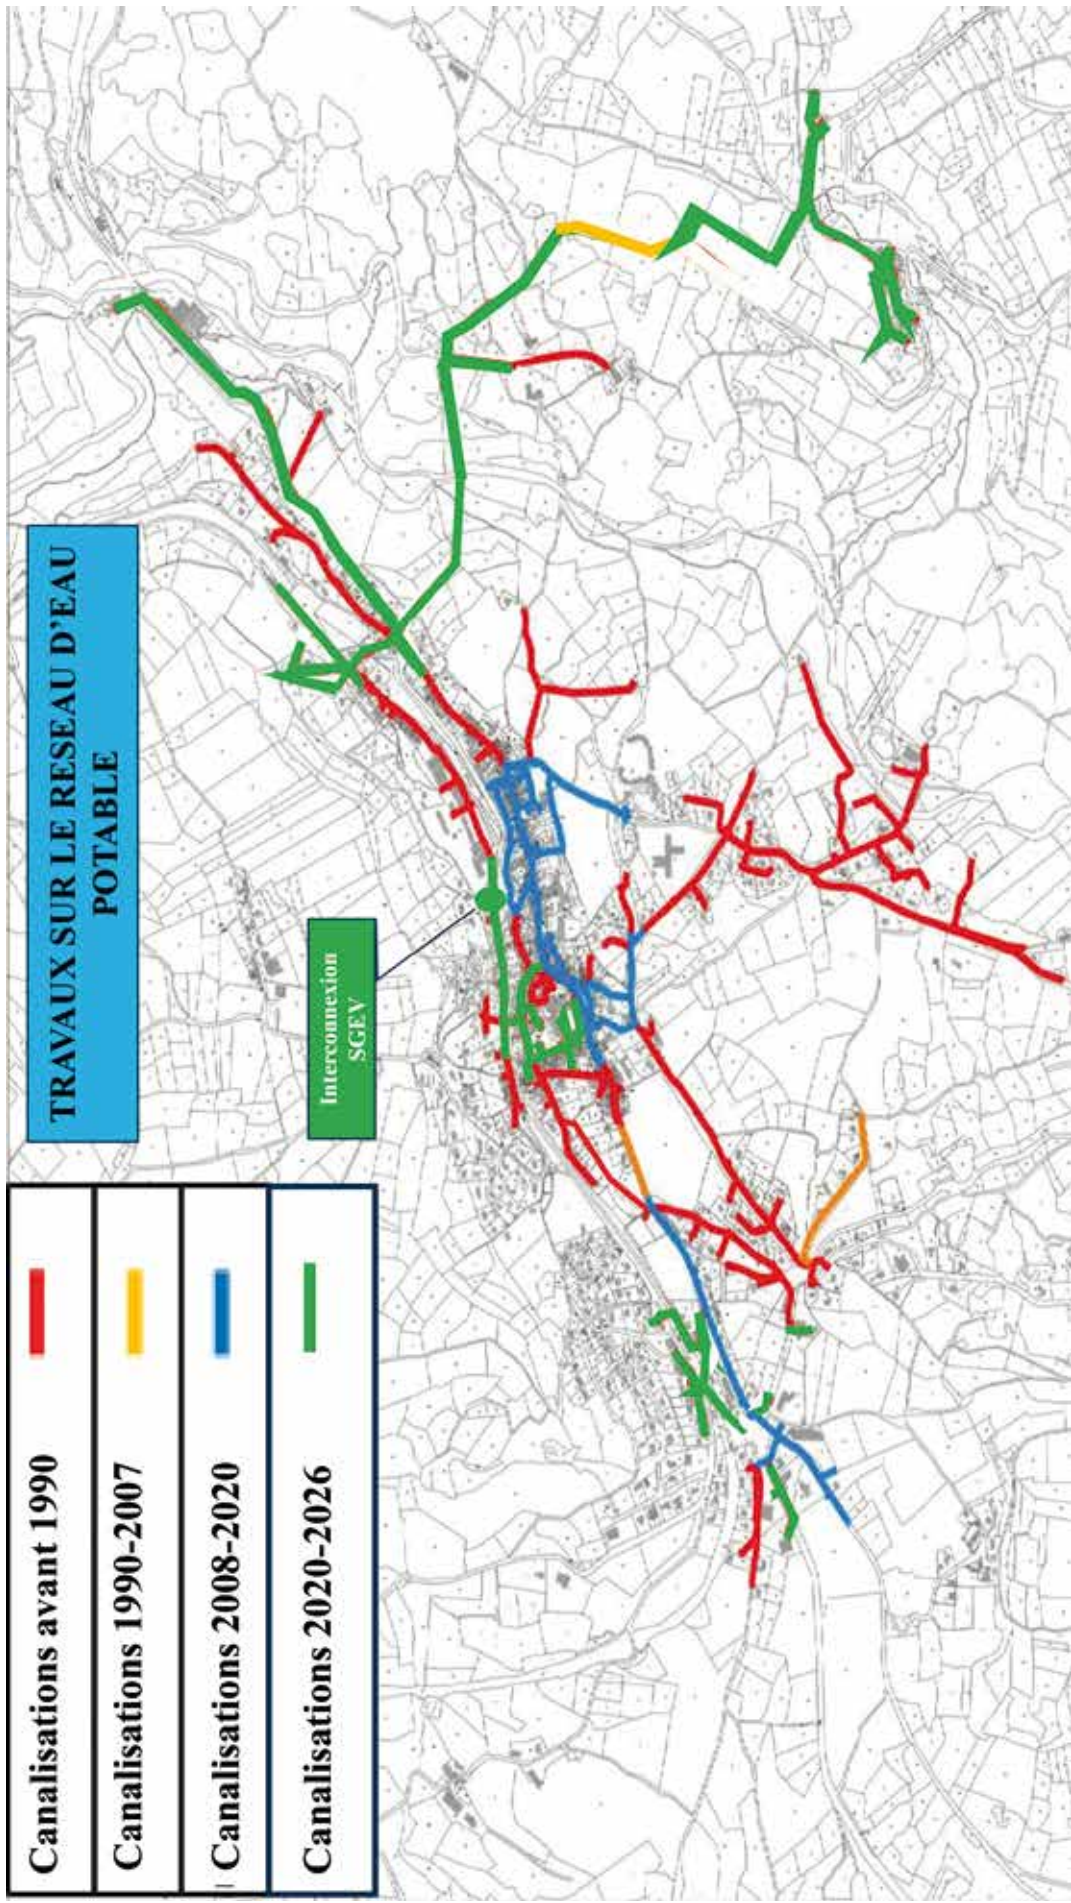 TRAVAUX SUR LE RESEAU D'EAU
POTABLE
Interconnexion
SGEV
Canalisations avant 1990
Canalisations 1990-2007
Canalisations 2008-2020
Canalisations 2020-2026